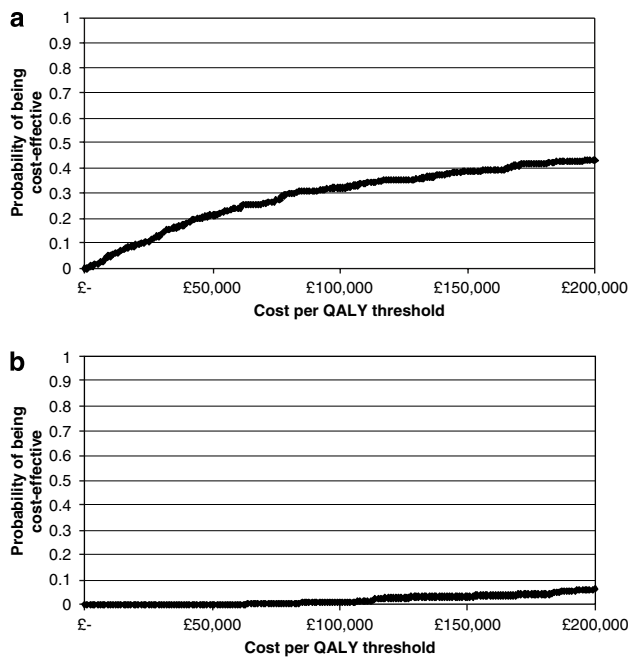 a
Probability of being
cost-effective
1
0.9
0.8
0.7
0.6
0.5
0.4
0.3
0.2
0.1
0
£- £50,000 £100,000 £150,000 £200,000
Cost per QALY threshold
b
Probability of being
cost-effective
1
0.9
0.8
0.7
0.6
0.5
0.4
0.3
0.2
0.1
0
£- £50,000 £100,000 £150,000 £200,000
Cost per QALY threshold